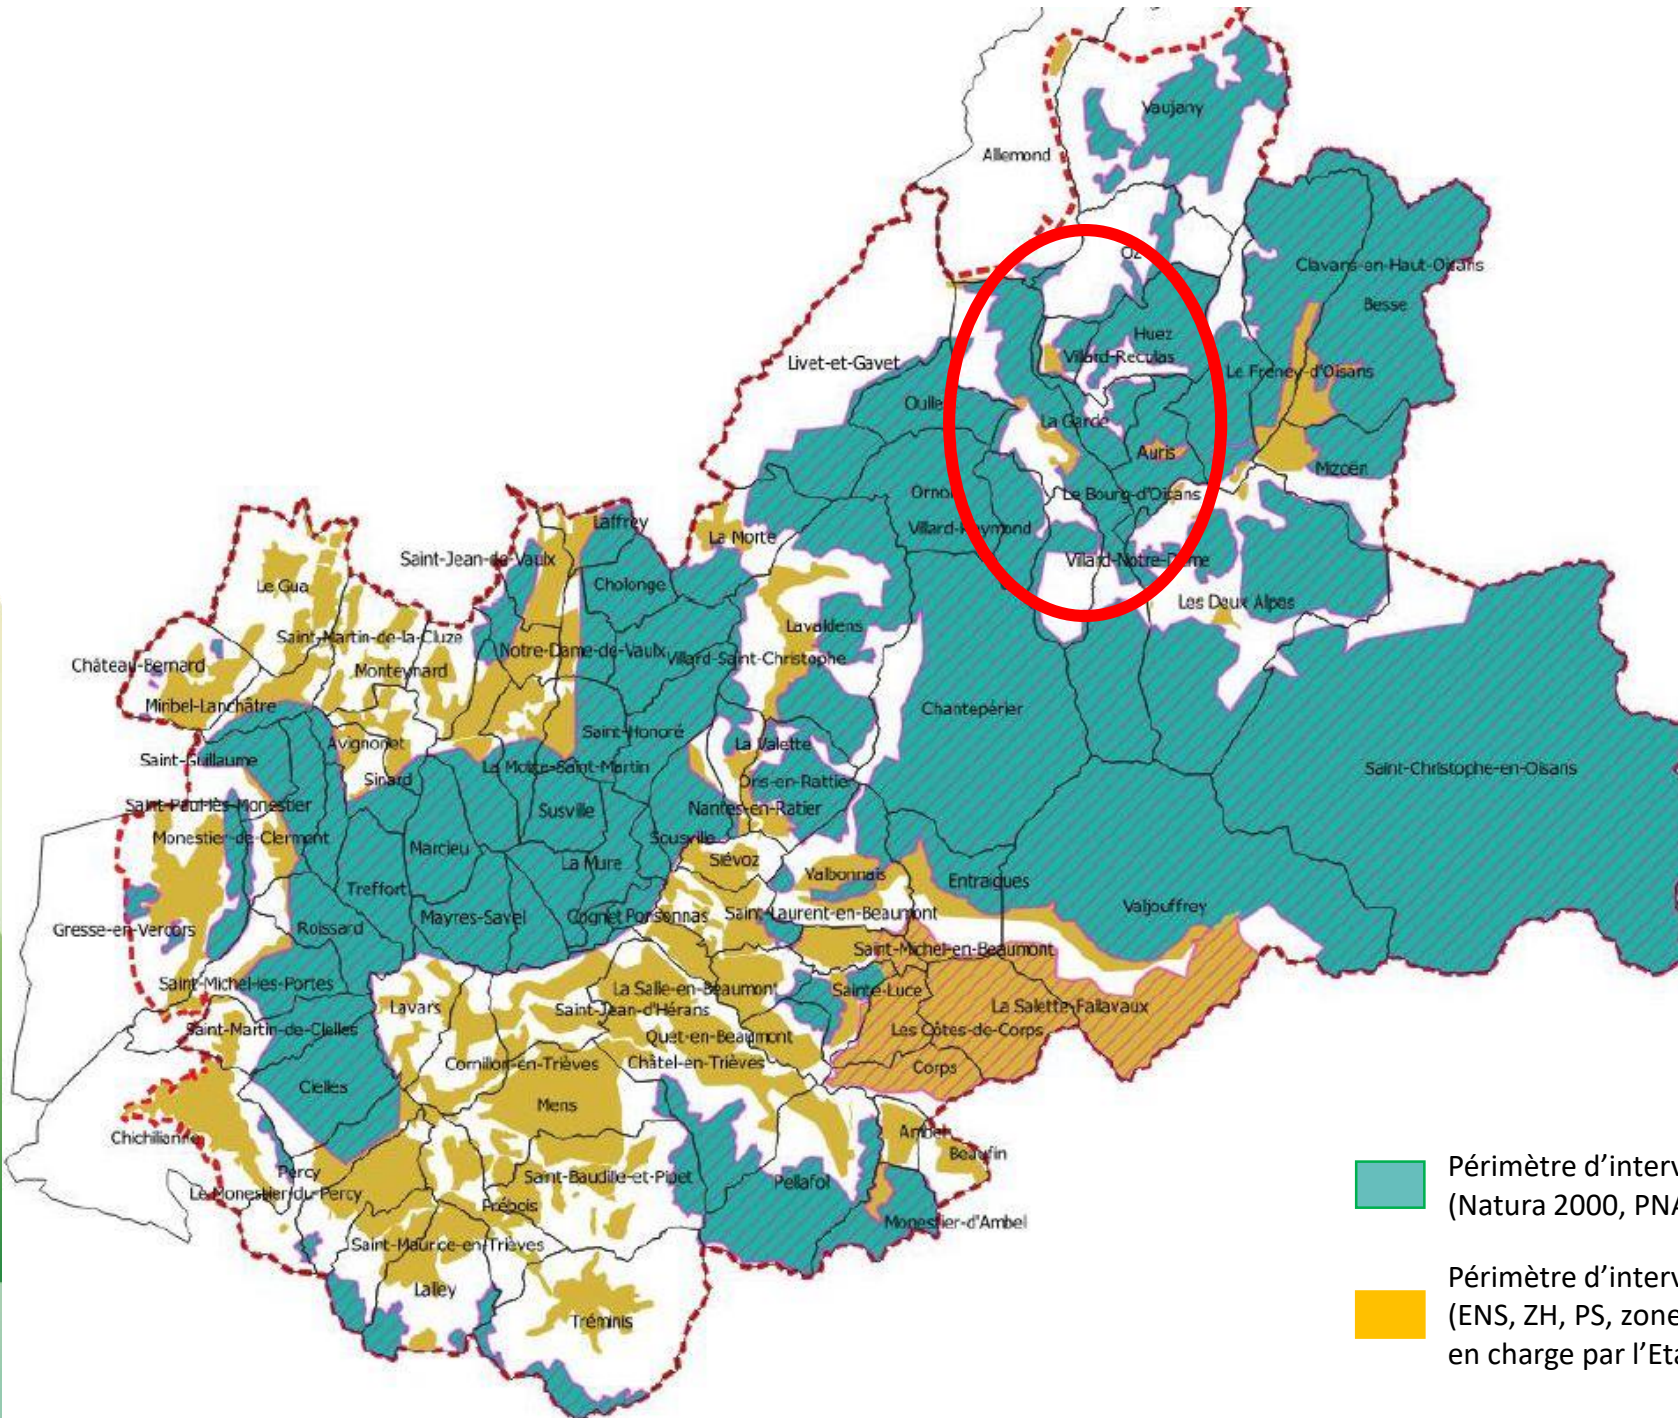 Vaujany
Allemond
Oz
Clavans-en-Haut-Oisans
Besse
Huez
Villard-Reculas
Livet-et-Gavet
Le Freney-d'Oisans
Oulle
La Garde
Auris
Mizoën
Ornon
Le Bourg-d'Oisans
Laffrey
La Morte
Villard-Reymond
Saint-Jean-de-Vaulx
Villard-Notre-Dame
Le Gua
Cholonge
Les Deux Alpes
Lavaldens
Saint-Martin-de-la-Cluze
Notre-Dame-de-Vaulx
Villard-Saint-Christophe
Château-Bernard
Monteynard
Miribel-Lanchâtre
Chantepérier
Saint-Honoré
Avignonet
La Valette
Saint-Guillaume
La Motte-Saint-Martin
Saint-Christophe-en-Oisans
Sinard
Oris-en-Rattier
Saint-Paul-lès-Monestier
Susville
Nantes-en-Ratier
Monestier-de-Clermont
Sousville
Marcieu
La Mure
Siévoz
Valbonnais
Entraigues
Treffort
Valjouffrey
Mayres-Savel
Cognet
Ponsonnas
Saint-Laurent-en-Beaumont
Gresse-en-Vercors
Roissard
Saint-Michel-en-Beaumont
Saint-Michel-les-Portes
La Salle-en-Beaumont
Sainte-Luce
Lavars
Saint-Jean-d'Hérans
La Salette-Fallavaux
Saint-Martin-de-Clelles
Les Côtes-de-Corps
Quet-en-Beaumont
Cornillon-en-Trièves
Châtel-en-Trièves
Corps
Clelles
Mens
Chichilianne
Ambel
Beaufin
Percy
Saint-Baudille-et-Pipet
Pellafol
Le Monestier-du-Percy
Prébois
Monestier-d'Ambel
Saint-Maurice-en-Trièves
Lalley
Tréminis
Périmètre d’interv
(Natura 2000, PNA
Périmètre d’interv
(ENS, ZH, PS, zone
en charge par l’Eta